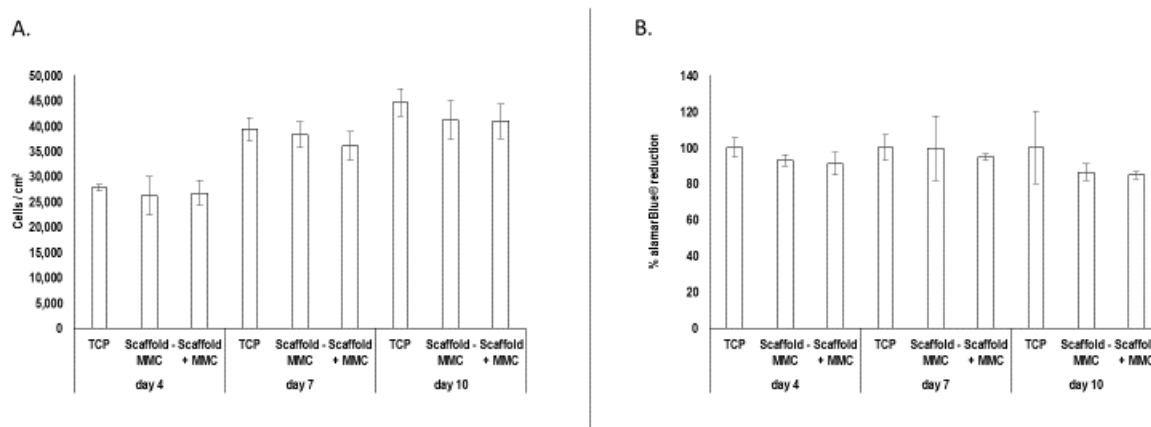 A.
50,000
45,000
40,000
35,000
30,000
25,000
20,000
15,000
10,000
5,000
0
Cells / cm²
TCP
Scaffold -
MMC
Scaffold
+ MMC
TCP
Scaffold -
MMC
Scaffold
+ MMC
TCP
Scaffold -
MMC
Scaffold
+ MMC
day 4
day 7
day 10
B.
140
120
100
80
60
40
20
0
% alamarBlue® reduction
TCP
Scaffold -
MMC
Scaffold
+ MMC
TCP
Scaffold -
MMC
Scaffold
+ MMC
TCP
Scaffold -
MMC
Scaffold
+ MMC
day 4
day 7
day 10